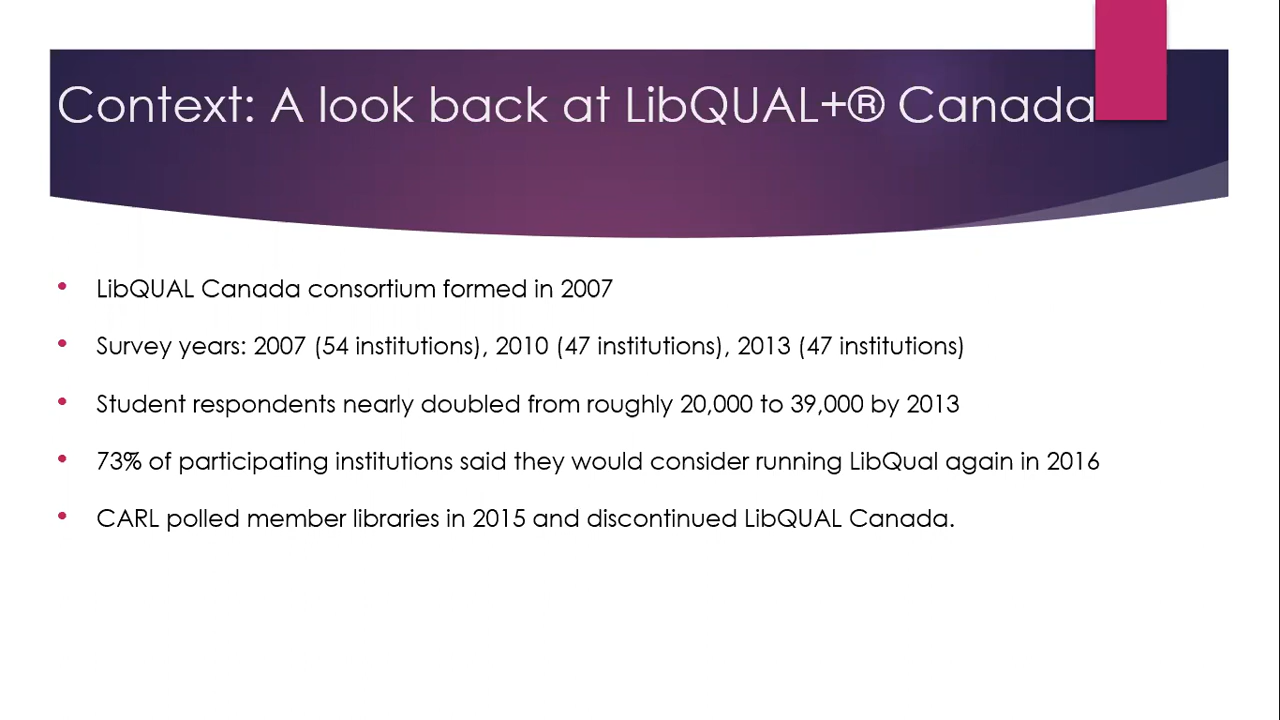 Context: A look back at LibQUAL+® Canada
• LibQUAL Canada consortium formed in 2007
• Survey years: 2007 (54 institutions), 2010 (47 institutions), 2013 (47 institutions)
• Student respondents nearly doubled from roughly 20,000 to 39,000 by 2013
• 73% of participating institutions said they would consider running LibQual again in 2016
• CARL polled member libraries in 2015 and discontinued LibQUAL Canada.